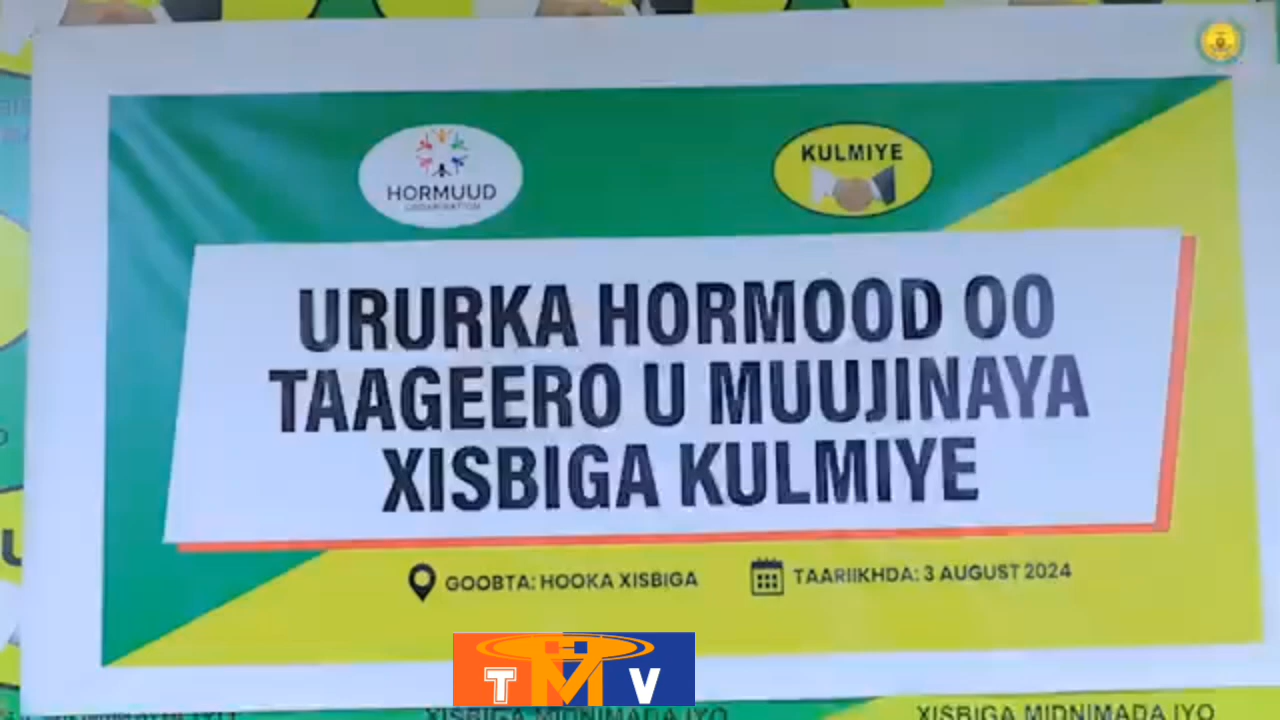 HORMUUD
KULMIYE
URURKA HORMOOD OO
TAAGEERO U MUUJINAYA
XISBIGA KULMIYE
GOOBTA: HOOKA XISBIGA
TAARIIKHDA: 3 AUGUST 2024
TMV
XISBIGA MIDNIMADA IYO
XISBIGA MIDNIMADA IYO